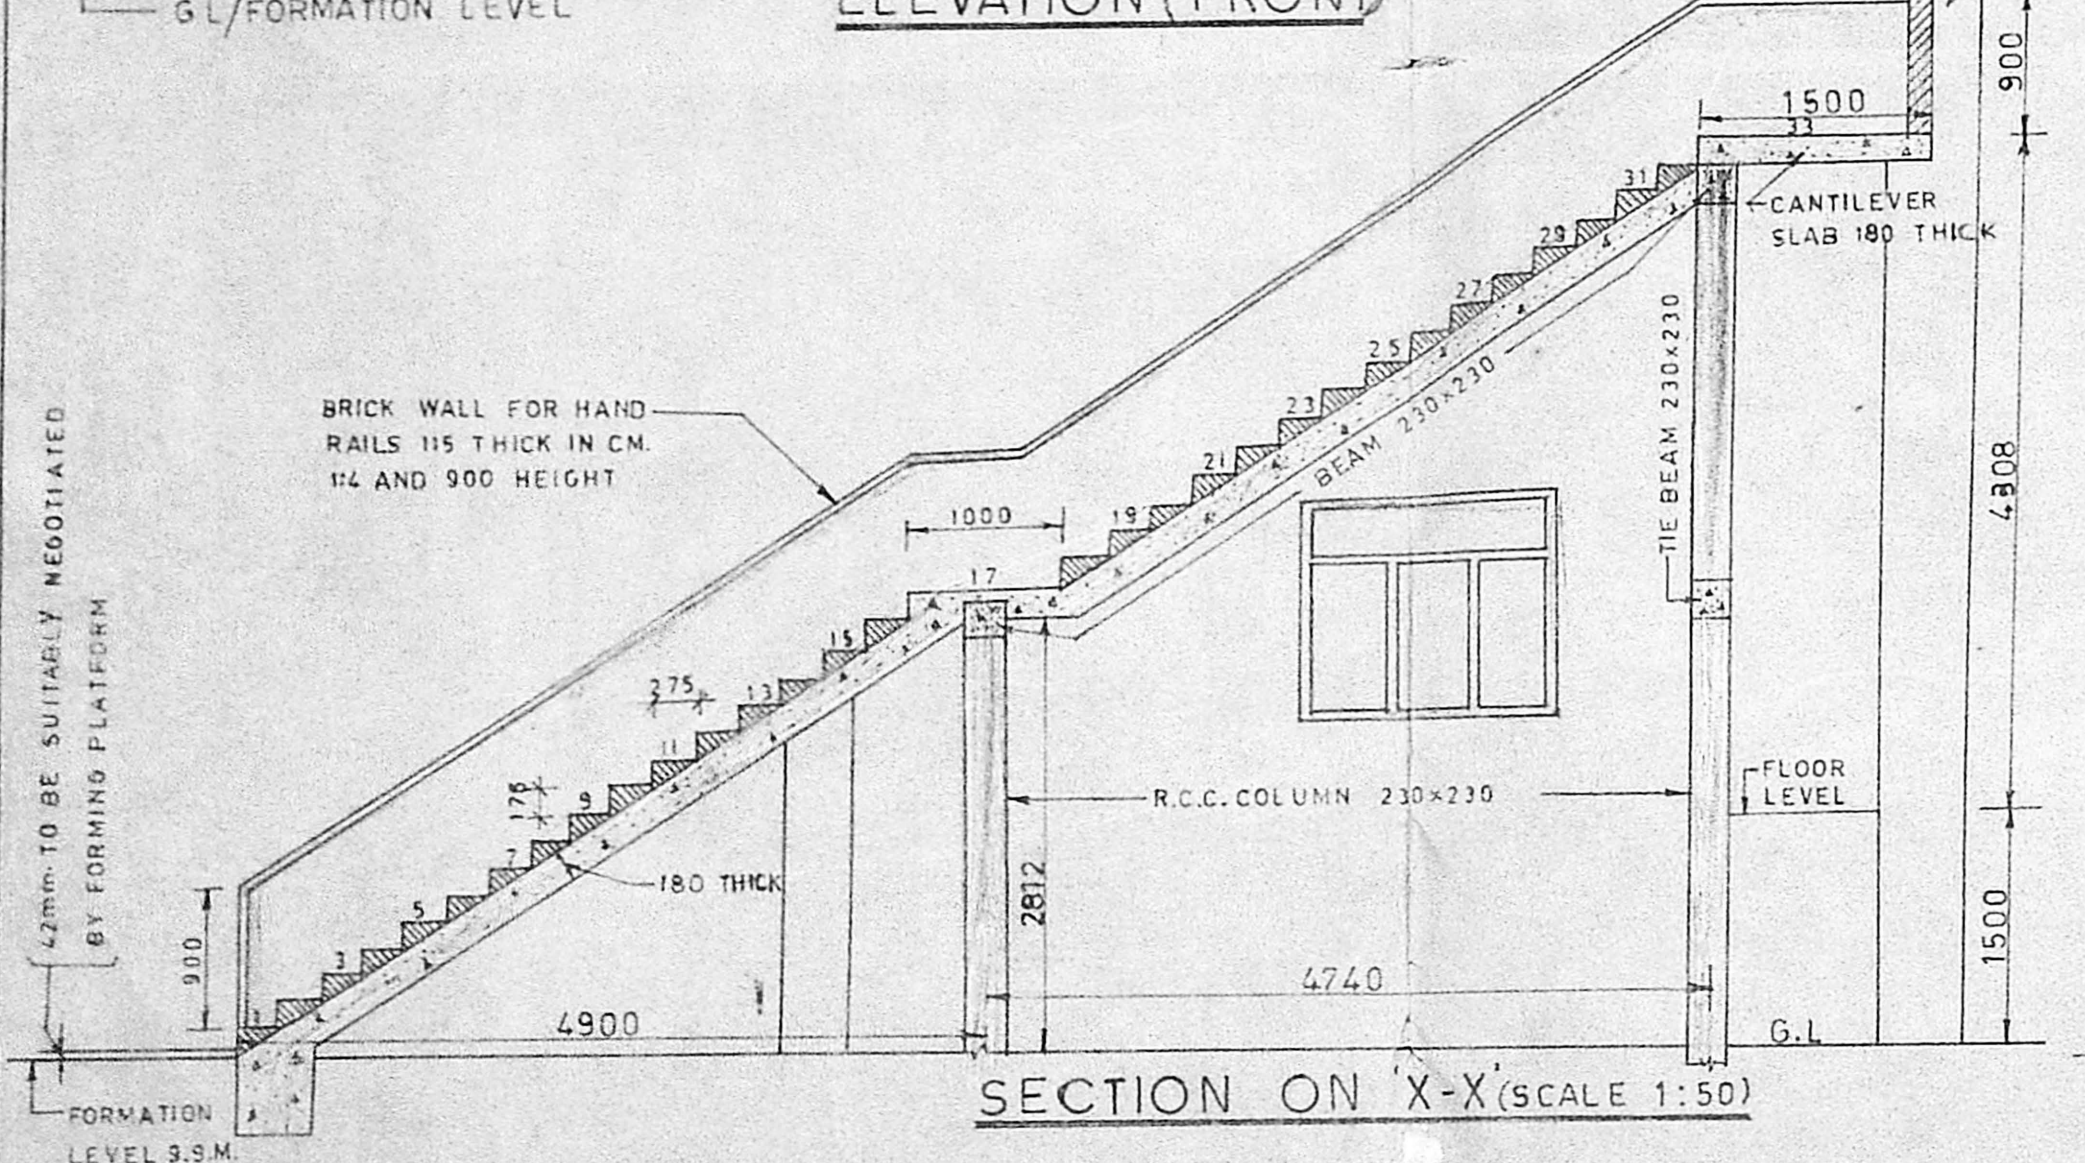 G L/FORMATION LEVEL
ELEVATION (FRONT)
900
1500
33
CANTILEVER
SLAB 180 THICK
31
29
27
25
23
21
19
17
15
13
11
9
7
5
3
1
BEAM 230×230
TIE BEAM 230×230
BRICK WALL FOR HAND
RAILS 115 THICK IN CM.
1:4 AND 900 HEIGHT
1000
275
176
180 THICK
R.C.C. COLUMN 230×230
FLOOR
LEVEL
4308
1500
2812
4740
4900
900
42mm. TO BE SUITABLY NEGOTIATED
BY FORMING PLATFORM
G.L
SECTION ON 'X-X' (SCALE 1:50)
FORMATION
LEVEL 9.9.M.